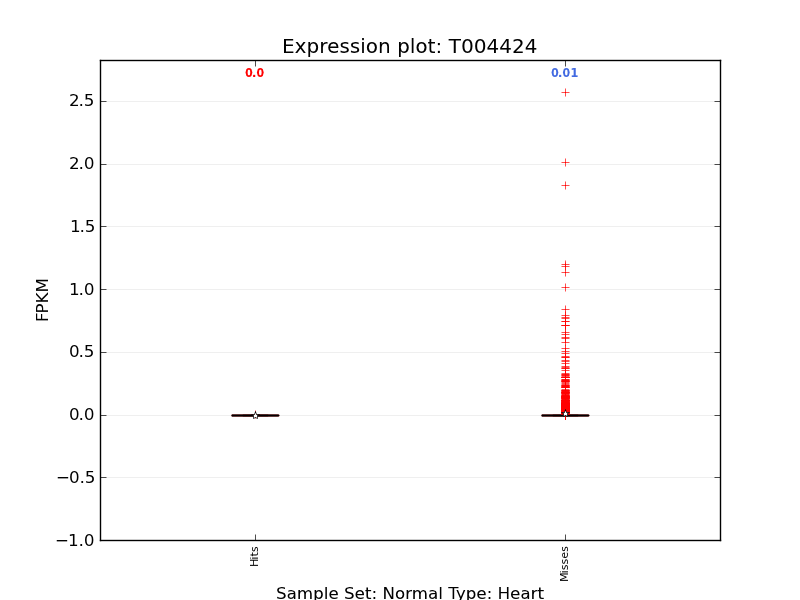 Expression plot: T004424
0.0 0.01
2.5
2.0
1.5
1.0
0.5
0.0
−0.5
−1.0
FPKM
Hits
Misses
Sample Set: Normal Type: Heart